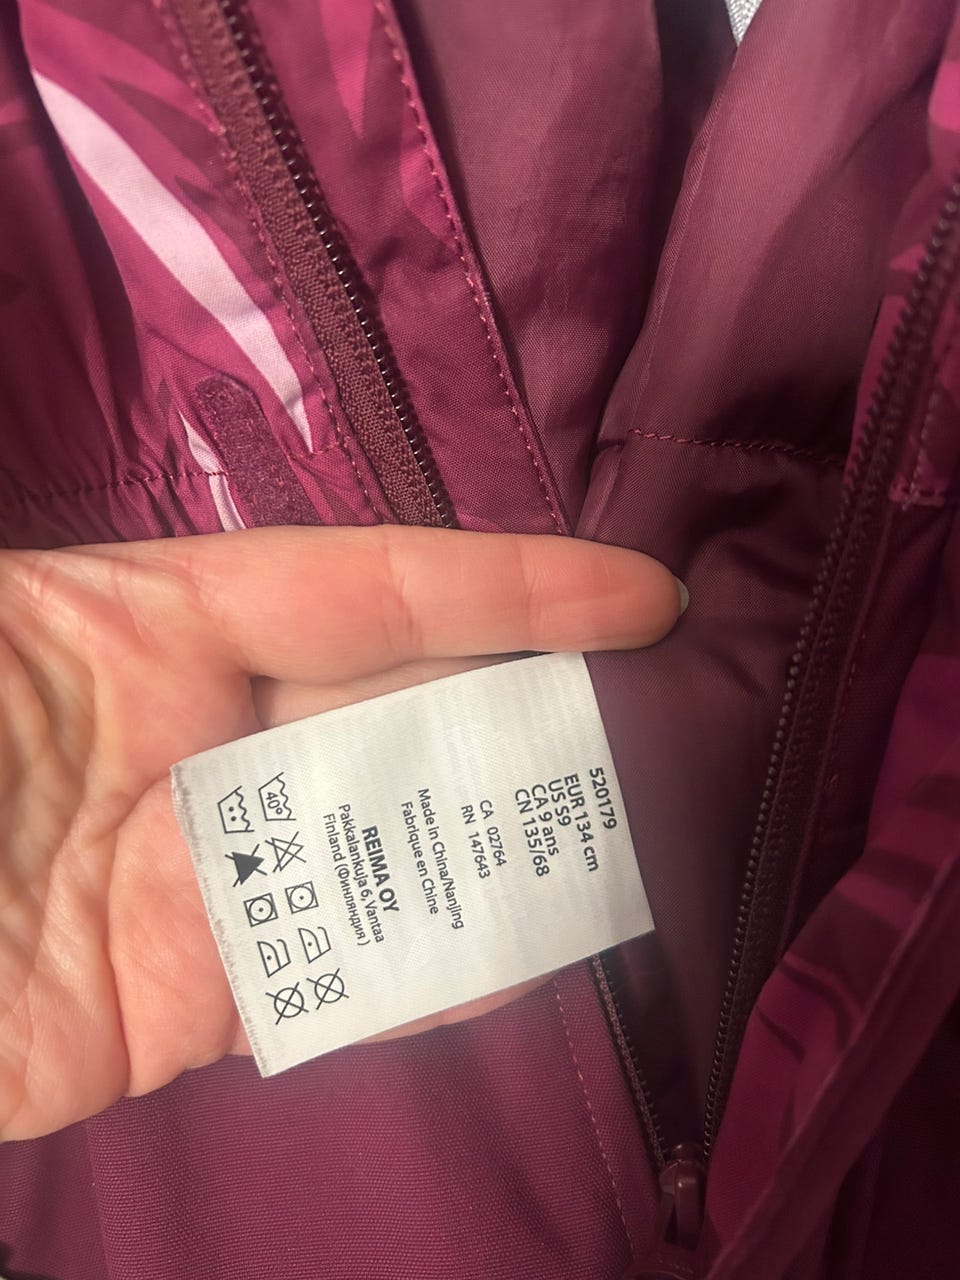 520179
EUR 134 cm
US S9
CA 9 ans
CN 135/68
CA 02764
RN 147643
Made in China/Nanjing
Fabrique en Chine
REIMA OY
Pakkalankuja 6, Vantaa
Finland (Финляндия)
40°